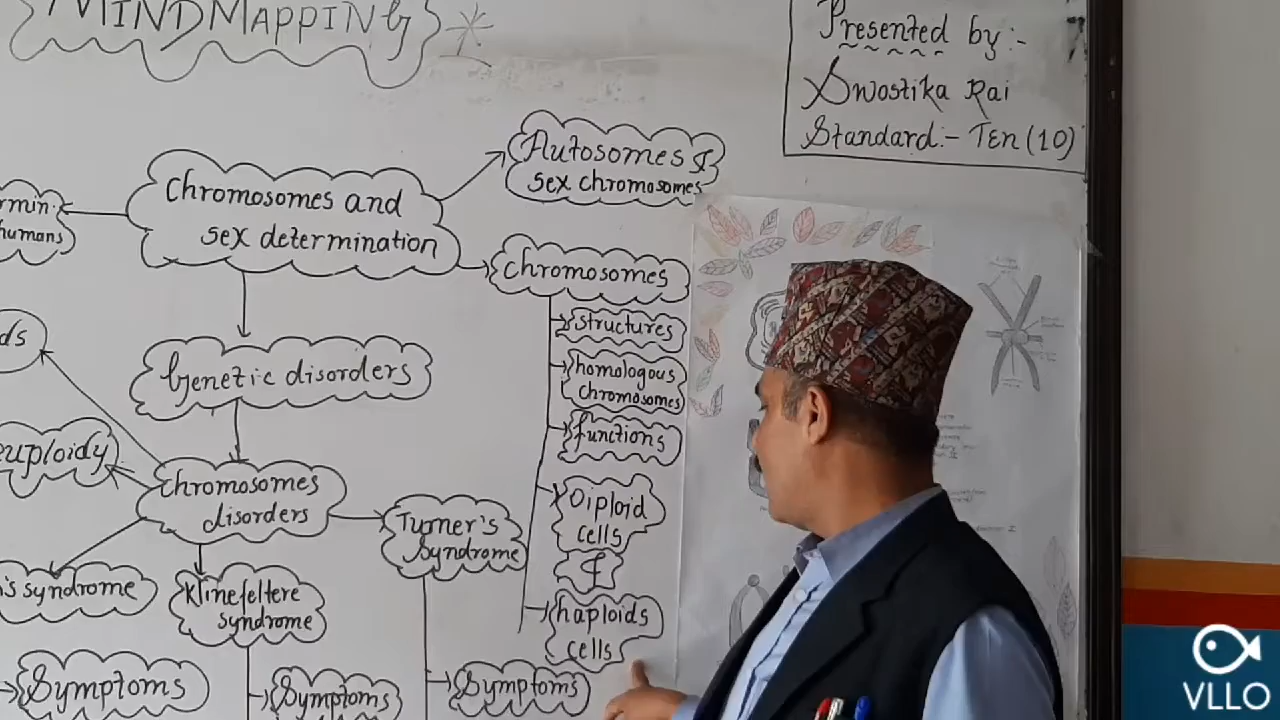 MINDMAPPING
Presented by:-
Swostika Rai
Standard:- Ten (10)
Autosomes &
sex chromosomes
Chromosomes and
sex determination
rmin.
humans
Chromosomes
structures
homologous
chromosomes
functions
Diploid
cells
&
haploids
cells
Genetic disorders
ds
euploidy
Chromosomes
disorders
Turner's
syndrome
's syndrome
Klinefeltere
syndrome
Symptoms
Symptoms
Symptoms
VLLO